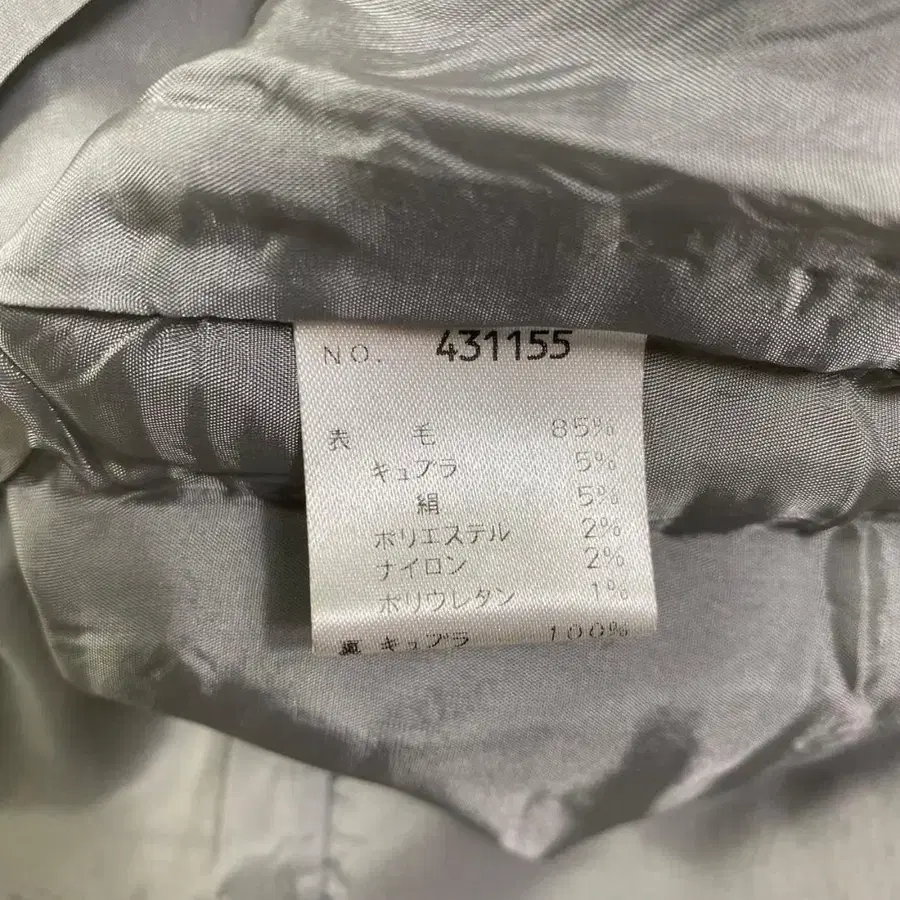 NO. 431155
表 毛 85%
キュプラ 5%
絹 5%
ポリエステル 2%
ナイロン 2%
ポリウレタン 1%
裏 キュプラ 100%